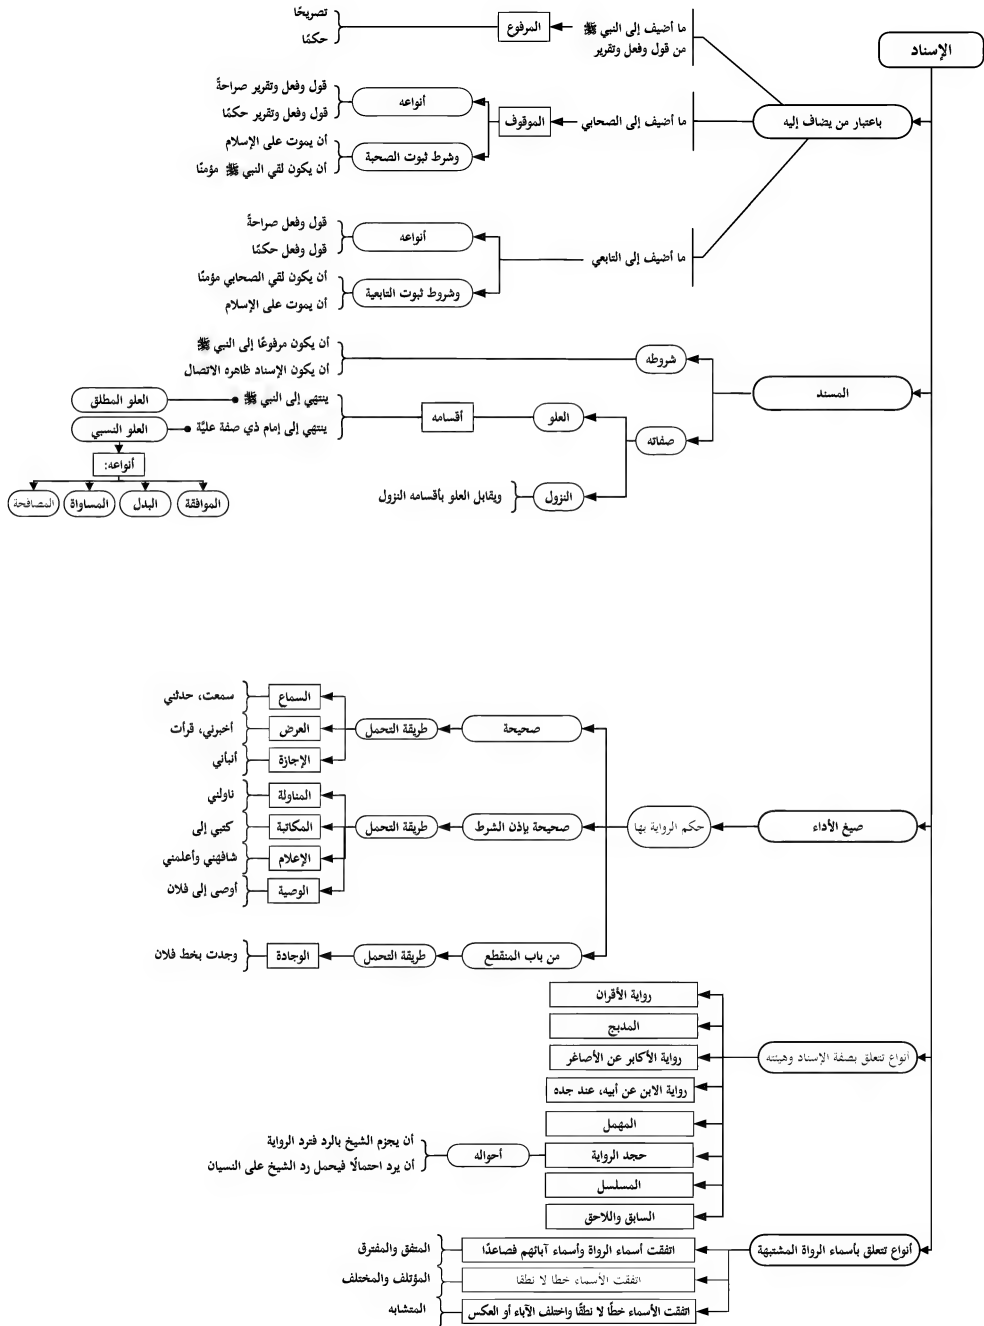 الإسناد
باعتبار من يضاف إليه
ما أضيف إلى النبي ﷺ
من قول وفعل وتقرير
المرفوع
تصريحًا
حكمًا
ما أضيف إلى الصحابي
الموقوف
أنواعه
قول وفعل وتقرير صراحةً
قول وفعل وتقرير حكمًا
وشرط ثبوت الصحبة
أن يموت على الإسلام
أن يكون لقي النبي ﷺ مؤمنًا
ما أضيف إلى التابعي
أنواعه
قول وفعل صراحةً
قول وفعل حكمًا
وشروط ثبوت التابعية
أن يكون لقي الصحابي مؤمنًا
أن يموت على الإسلام
المسند
شروطه
أن يكون مرفوعًا إلى النبي ﷺ
أن يكون الإسناد ظاهره الاتصال
صفاته
العلو
أقسامه
ينتهي إلى النبي ﷺ
العلو المطلق
ينتهي إلى إمام ذي صفة عليَّة
العلو النسبي
أنواعه:
الموافقة
البدل
المساواة
المصافحة
النزول
ويقابل العلو بأقسامه النزول
صيغ الأداء
حكم الرواية بها
صحيحة
طريقة التحمل
السماع
سمعت، حدثني
العرض
أخبرني، قرأت
الإجازة
أنبأني
صحيحة بإذن الشرط
طريقة التحمل
المناولة
ناولني
المكاتبة
كتبي إلى
الإعلام
شافهني وأعلمني
الوصية
أوصى إلى فلان
من باب المنقطع
طريقة التحمل
الوجادة
وجدت بخط فلان
أنواع تتعلق بصفة الإسناد وهيئته
رواية الأقران
المدبج
رواية الأكابر عن الأصاغر
رواية الابن عن أبيه، عند جده
المهمل
حجد الرواية
أحواله
أن يجزم الشيخ بالرد فترد الرواية
أن يرد احتمالًا فيحمل رد الشيخ على النسيان
المسلسل
السابق واللاحق
أنواع تتعلق بأسماء الرواة المشتبهة
اتفقت أسماء الرواة وأسماء آبائهم فصاعدًا
المتفق والمفترق
اتفقت الأسماء خطا لا نطقا
المؤتلف والمختلف
اتفقت الأسماء خطًا لا نطقًا واختلف الآباء أو العكس
المتشابه